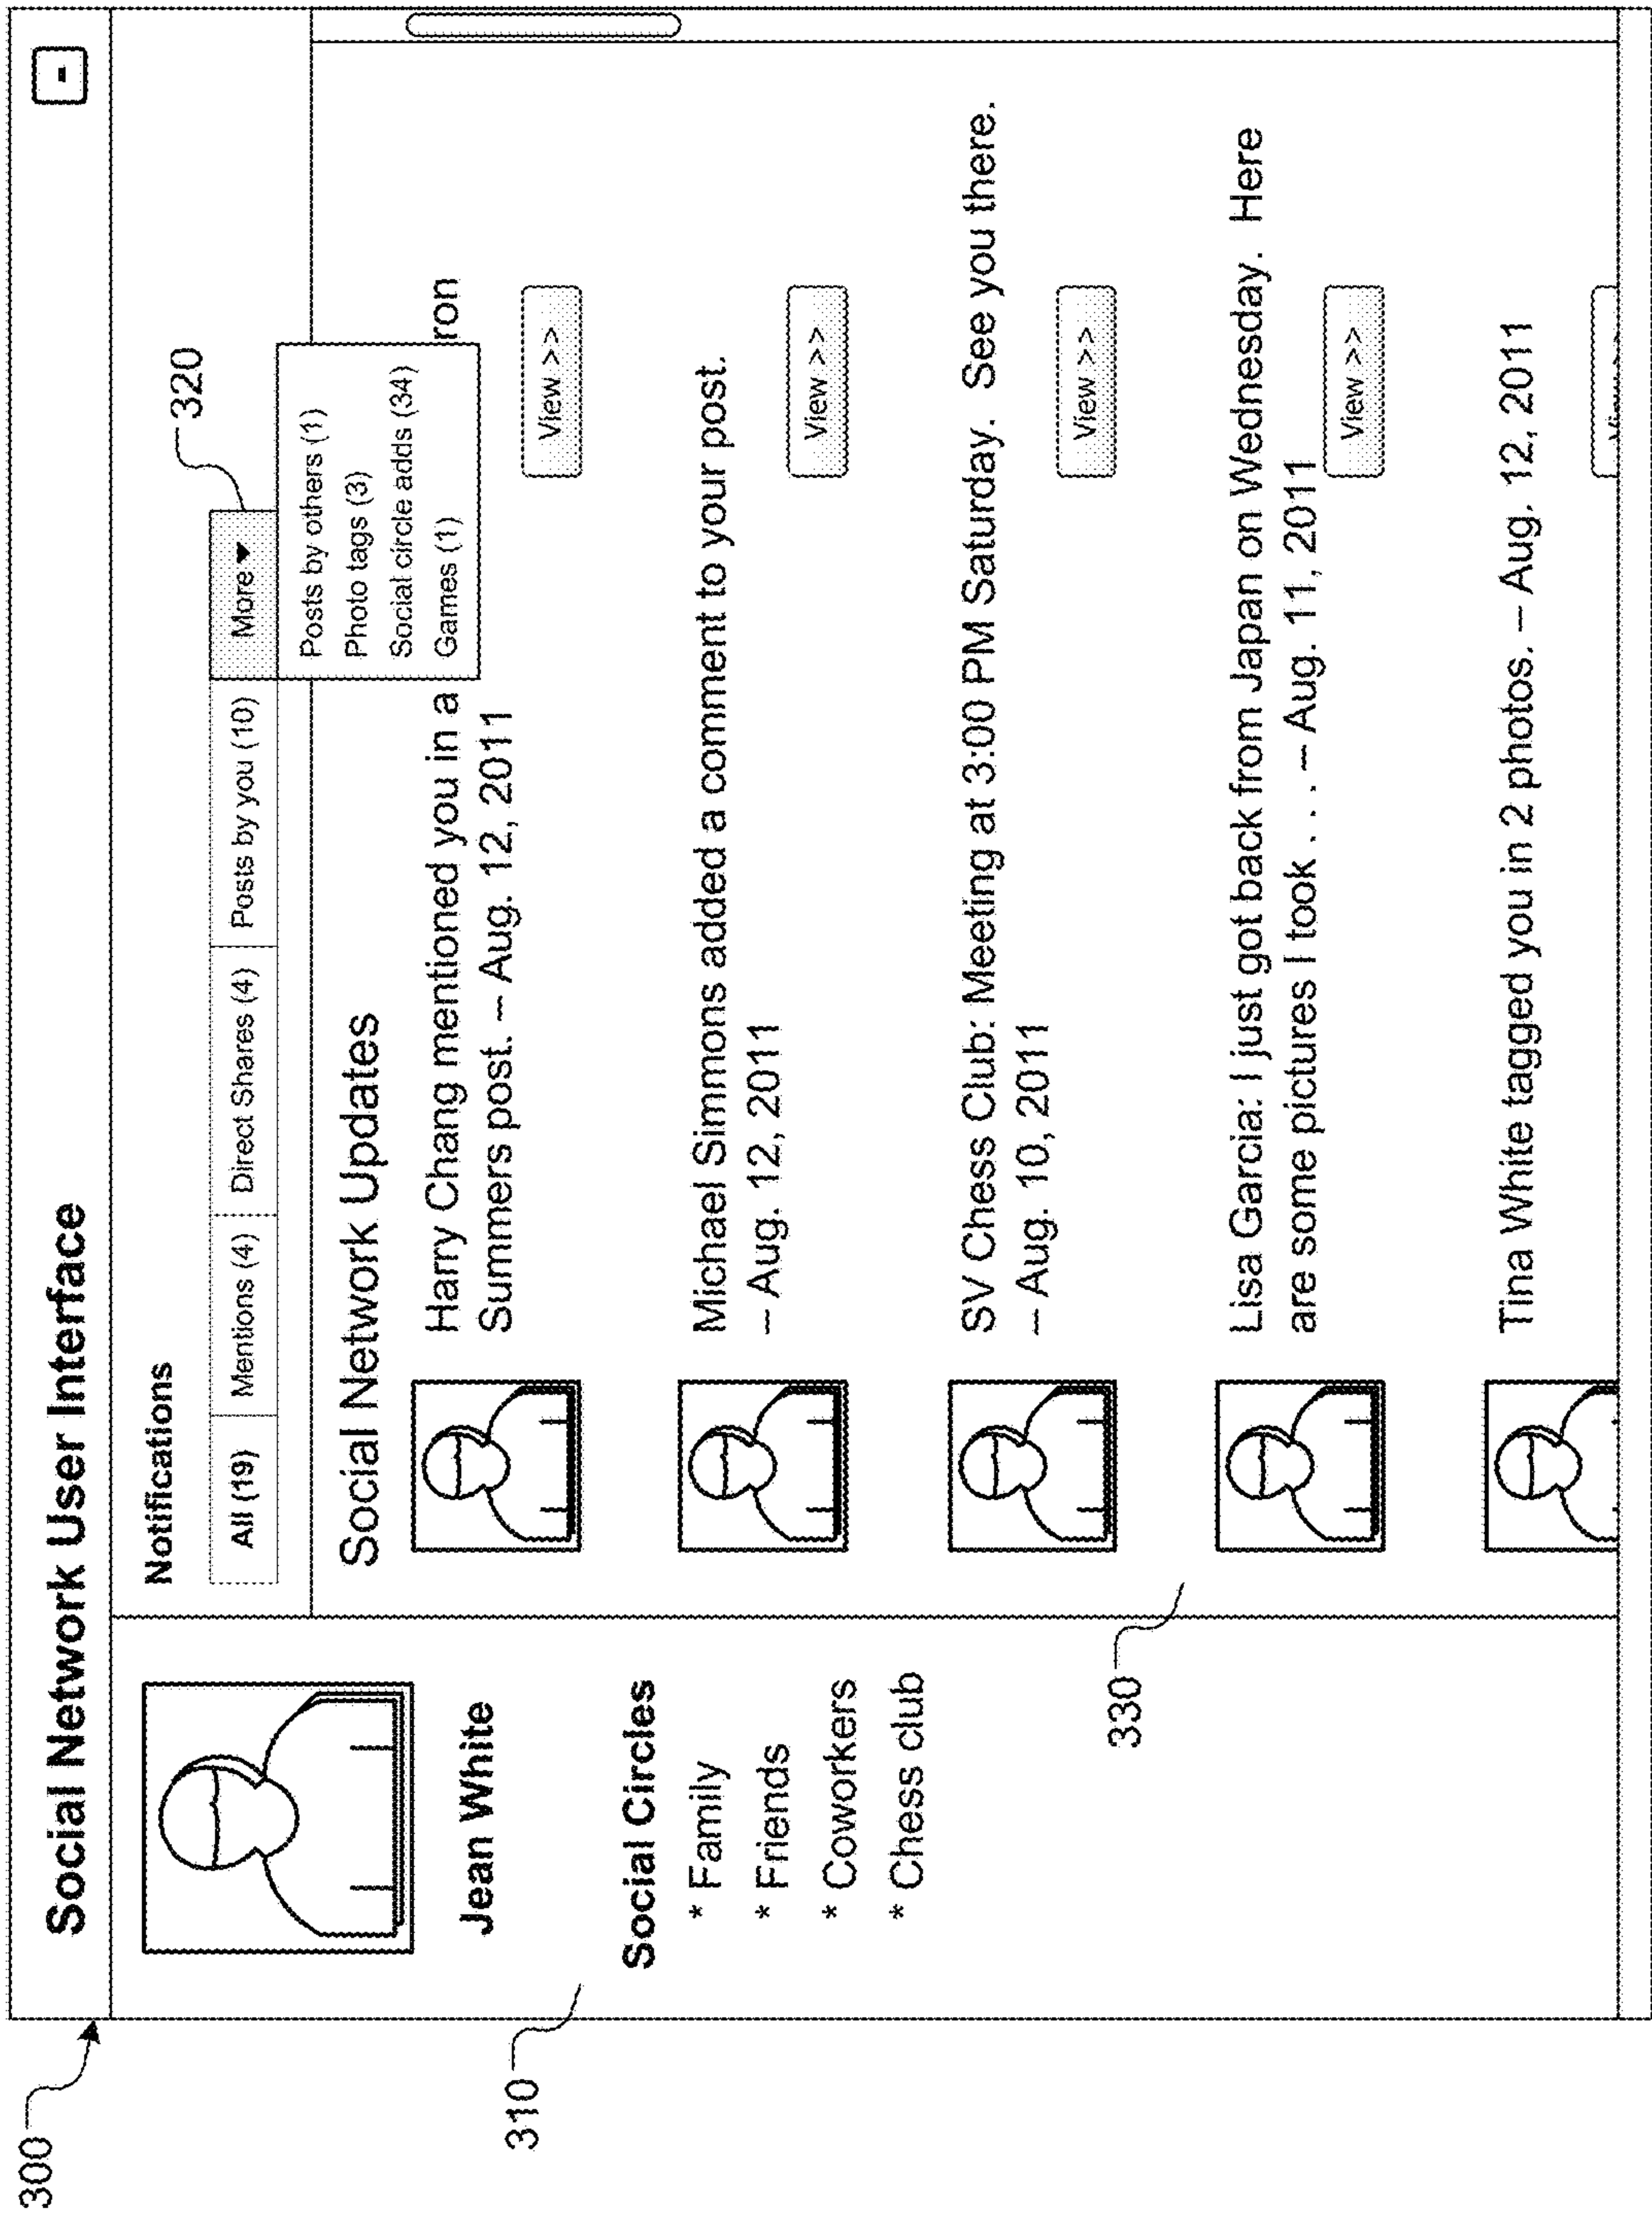 300
Social Network User Interface
-
310
Jean White
Social Circles
* Family
* Friends
* Coworkers
* Chess club
Notifications
320
All (19) Mentions (4) Direct Shares (4) Posts by you (10) More
Posts by others (1)
Photo tags (3)
Social circle adds (34)
Games (1)
Social Network Updates
Harry Chang mentioned you in a ron
Summers post. – Aug. 12, 2011
View >>
Michael Simmons added a comment to your post.
– Aug. 12, 2011
View >>
SV Chess Club: Meeting at 3:00 PM Saturday. See you there.
– Aug. 10, 2011
View >>
330
Lisa Garcia: I just got back from Japan on Wednesday. Here
are some pictures I took . . . – Aug. 11, 2011
View >>
Tina White tagged you in 2 photos. – Aug. 12, 2011